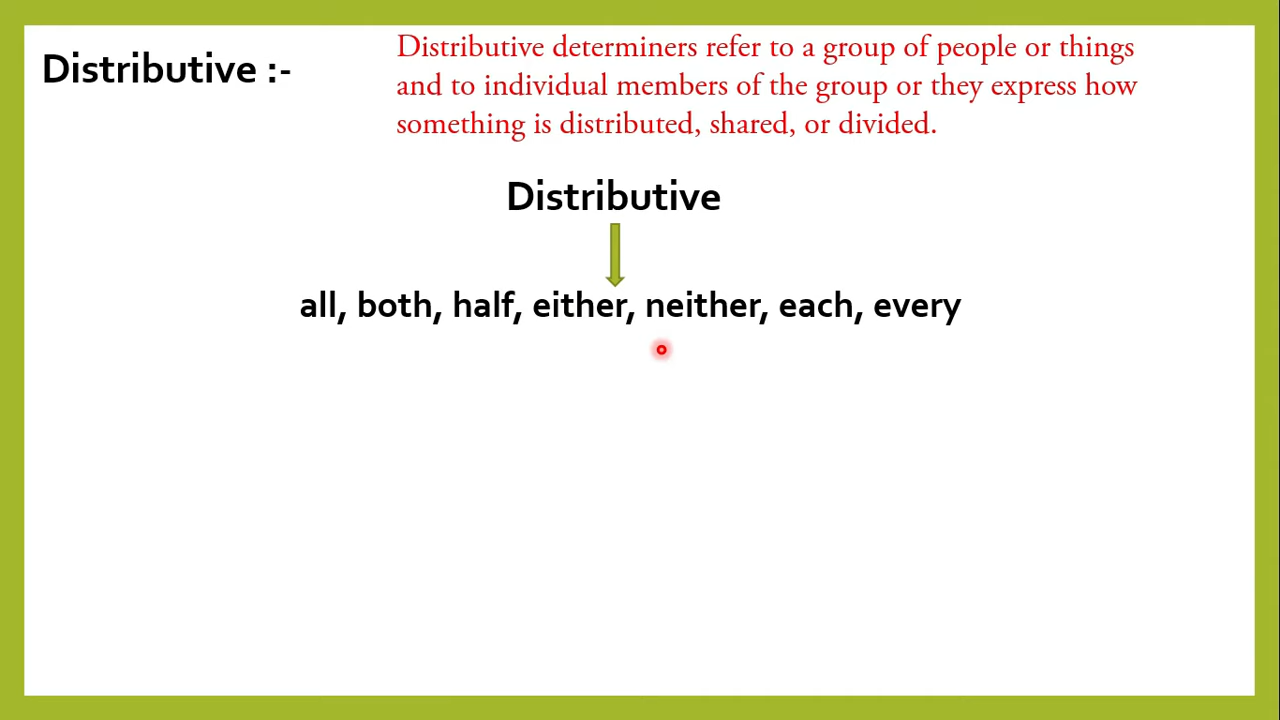 Distributive :-
Distributive determiners refer to a group of people or things
and to individual members of the group or they express how
something is distributed, shared, or divided.
Distributive
all, both, half, either, neither, each, every